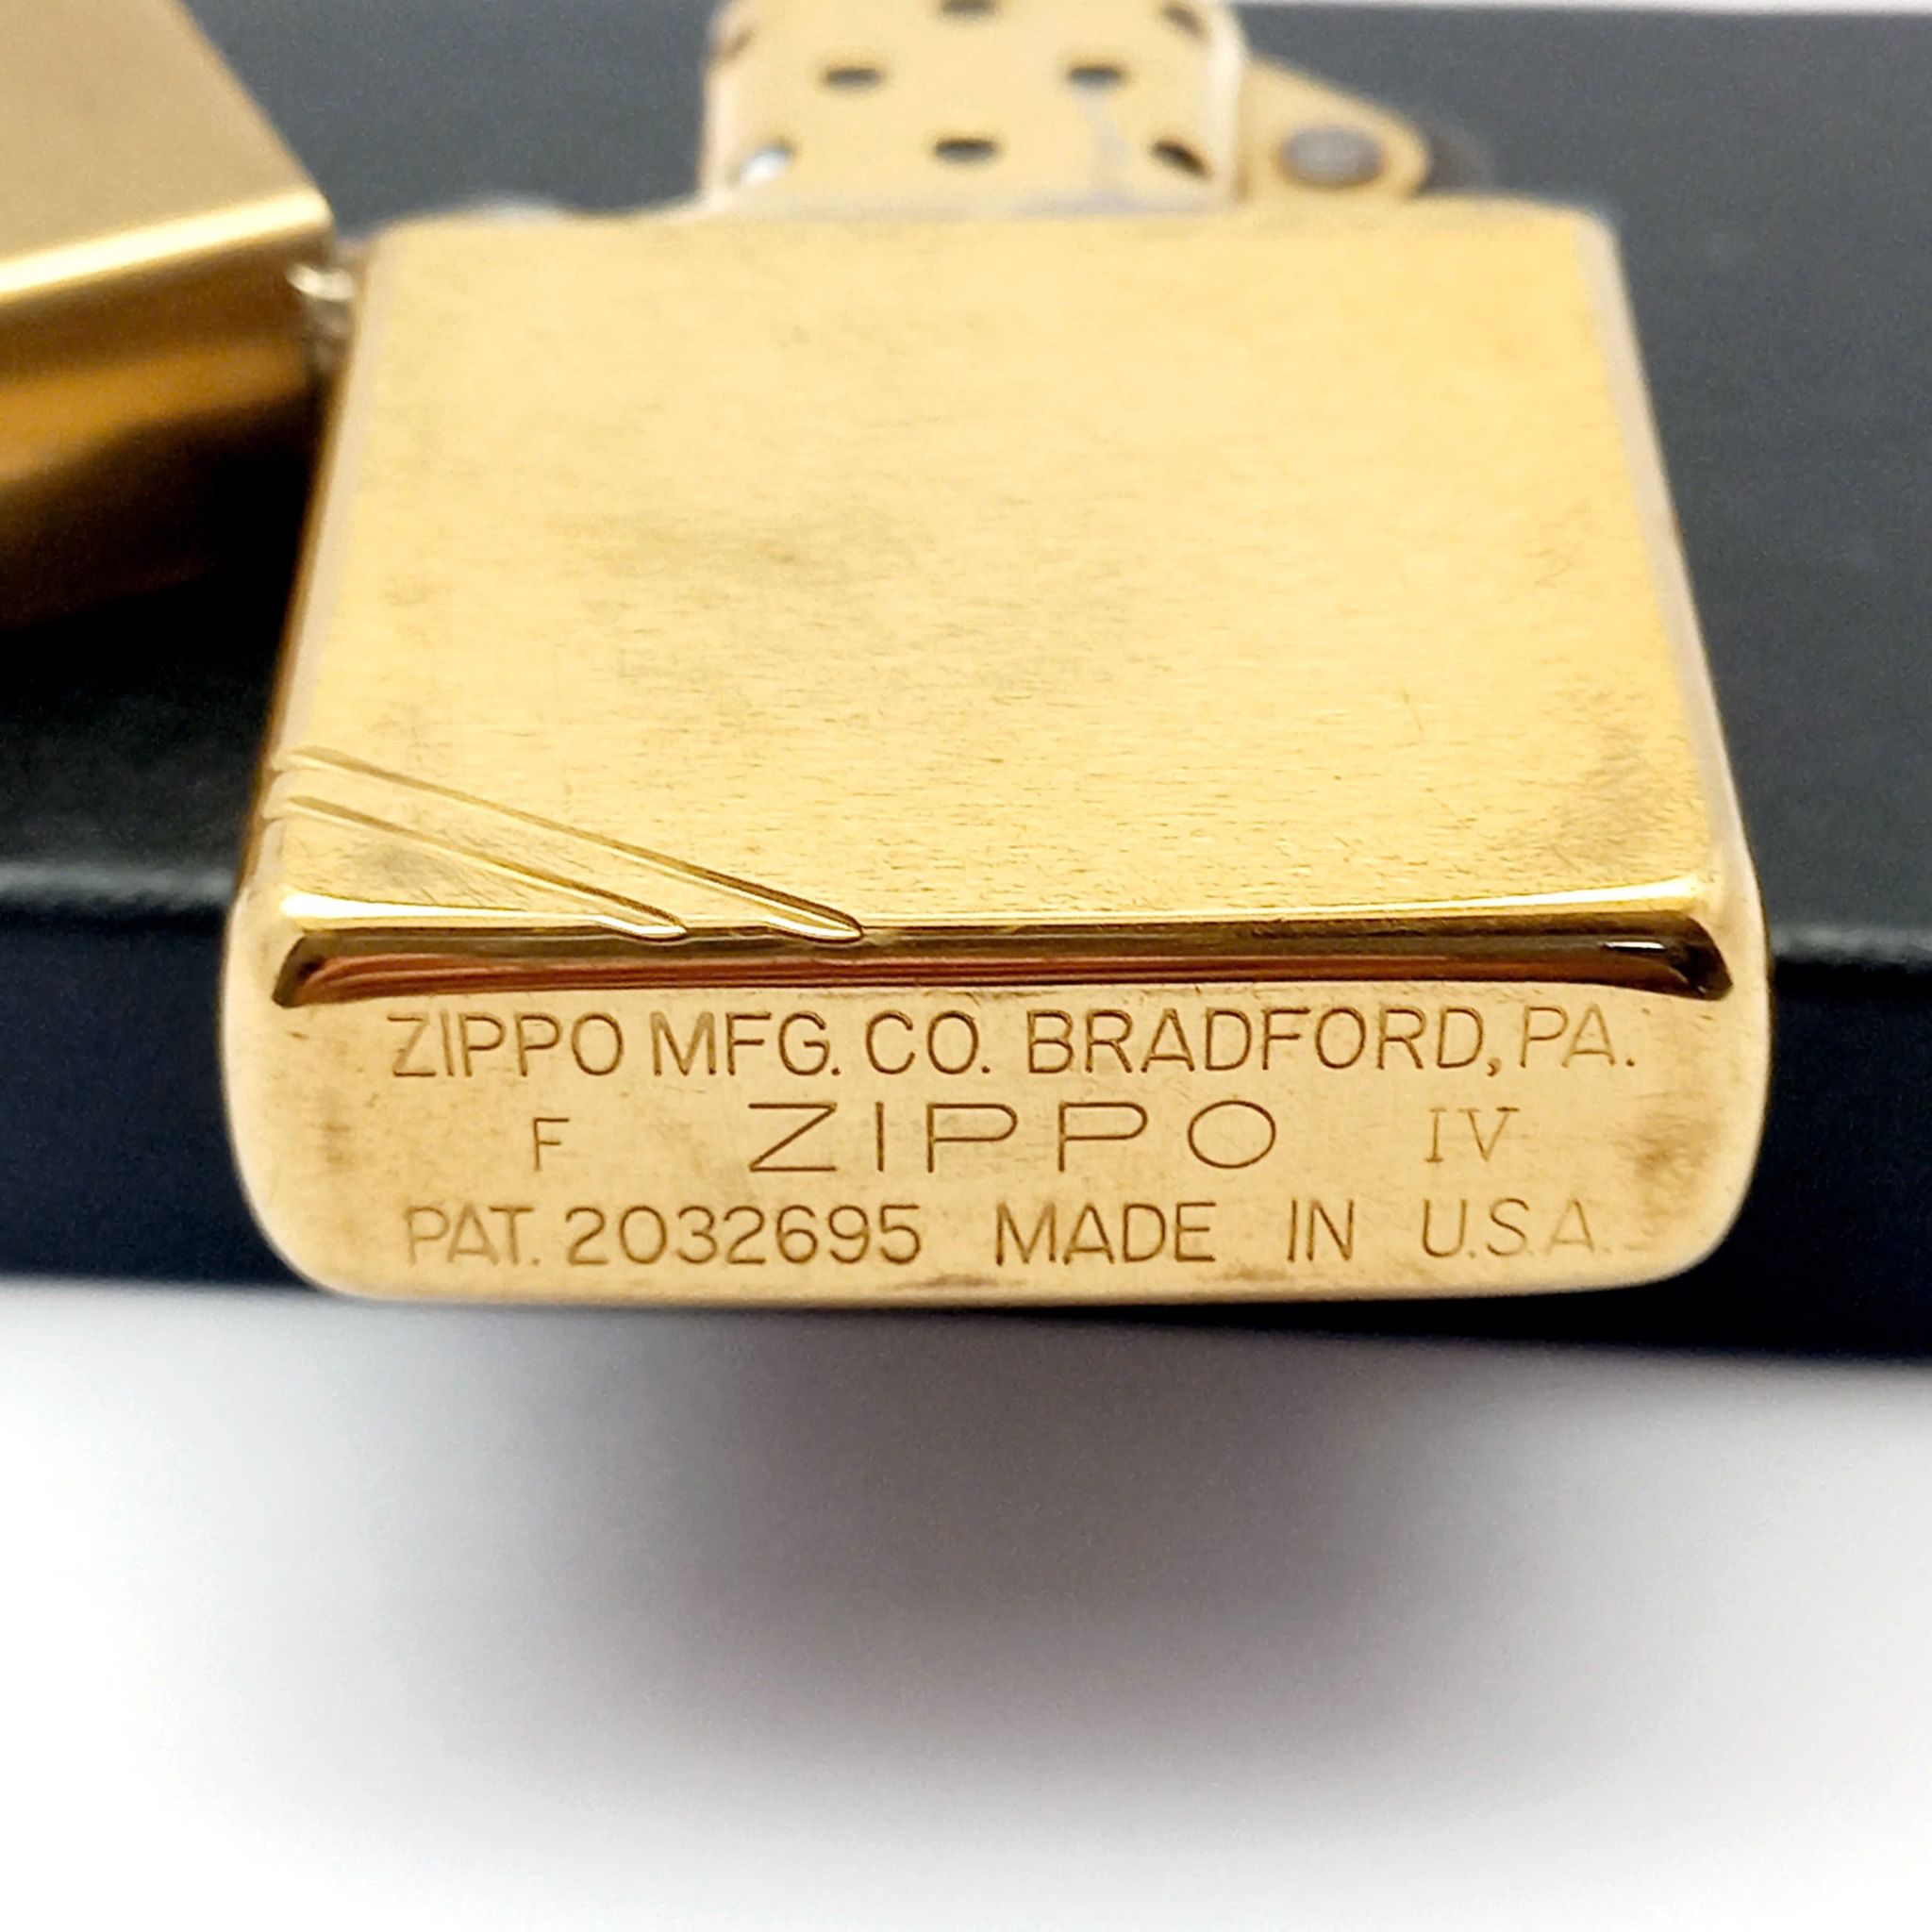 ZIPPO MFG. CO. BRADFORD, PA.
F ZIPPO IV
PAT. 2032695 MADE IN U.S.A.